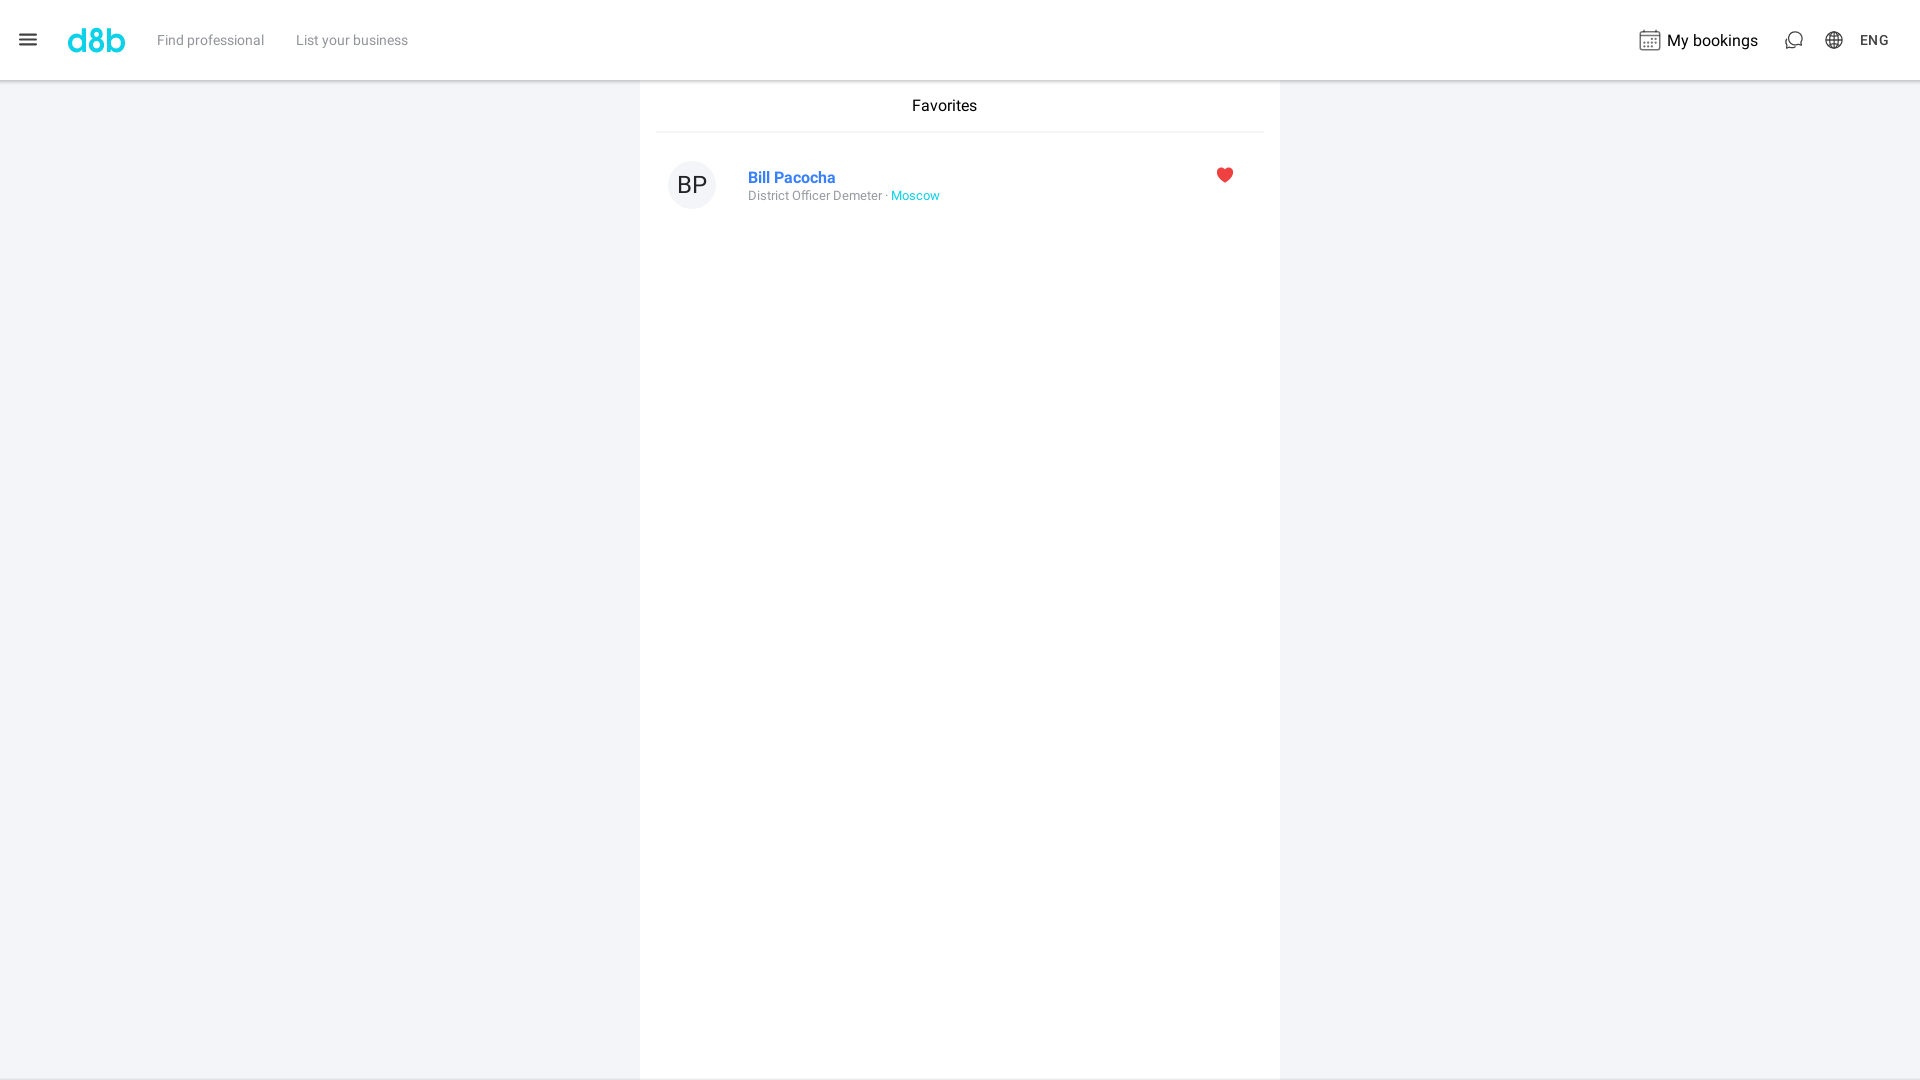 d8b Find professional List your business My bookings ENG
Favorites
BP
Bill Pacocha
District Officer Demeter · Moscow